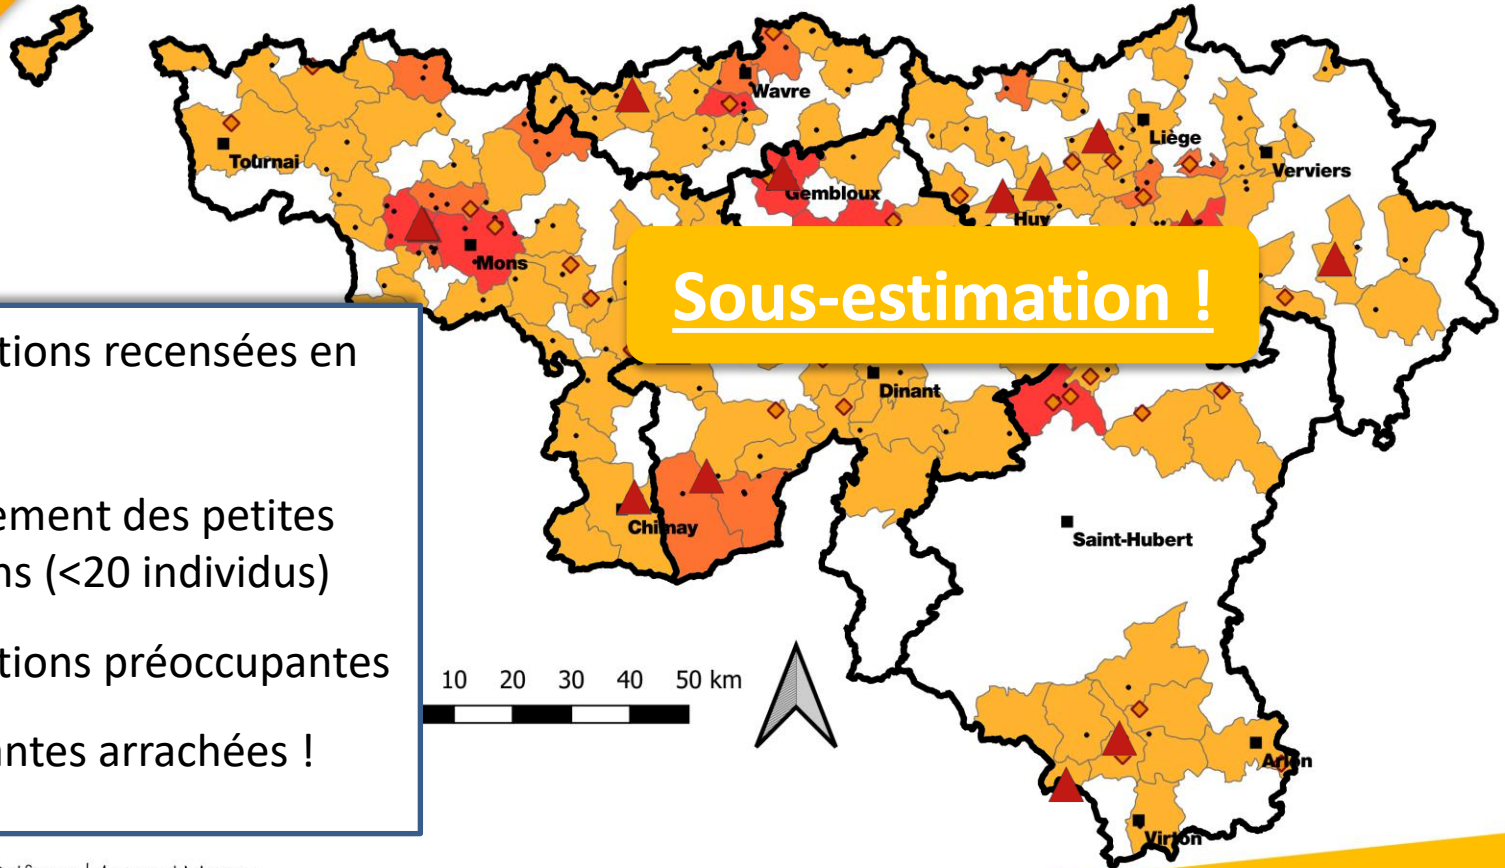 Wavre
Liège
Tournai
Verviers
Gembloux
Huy
Mons
Sous-estimation !
tions recensées en
Dinant
ement des petites
ns (<20 individus)
Chimay
Saint-Hubert
tions préoccupantes
10 20 30 40 50 km
antes arrachées !
Arlon
Virton